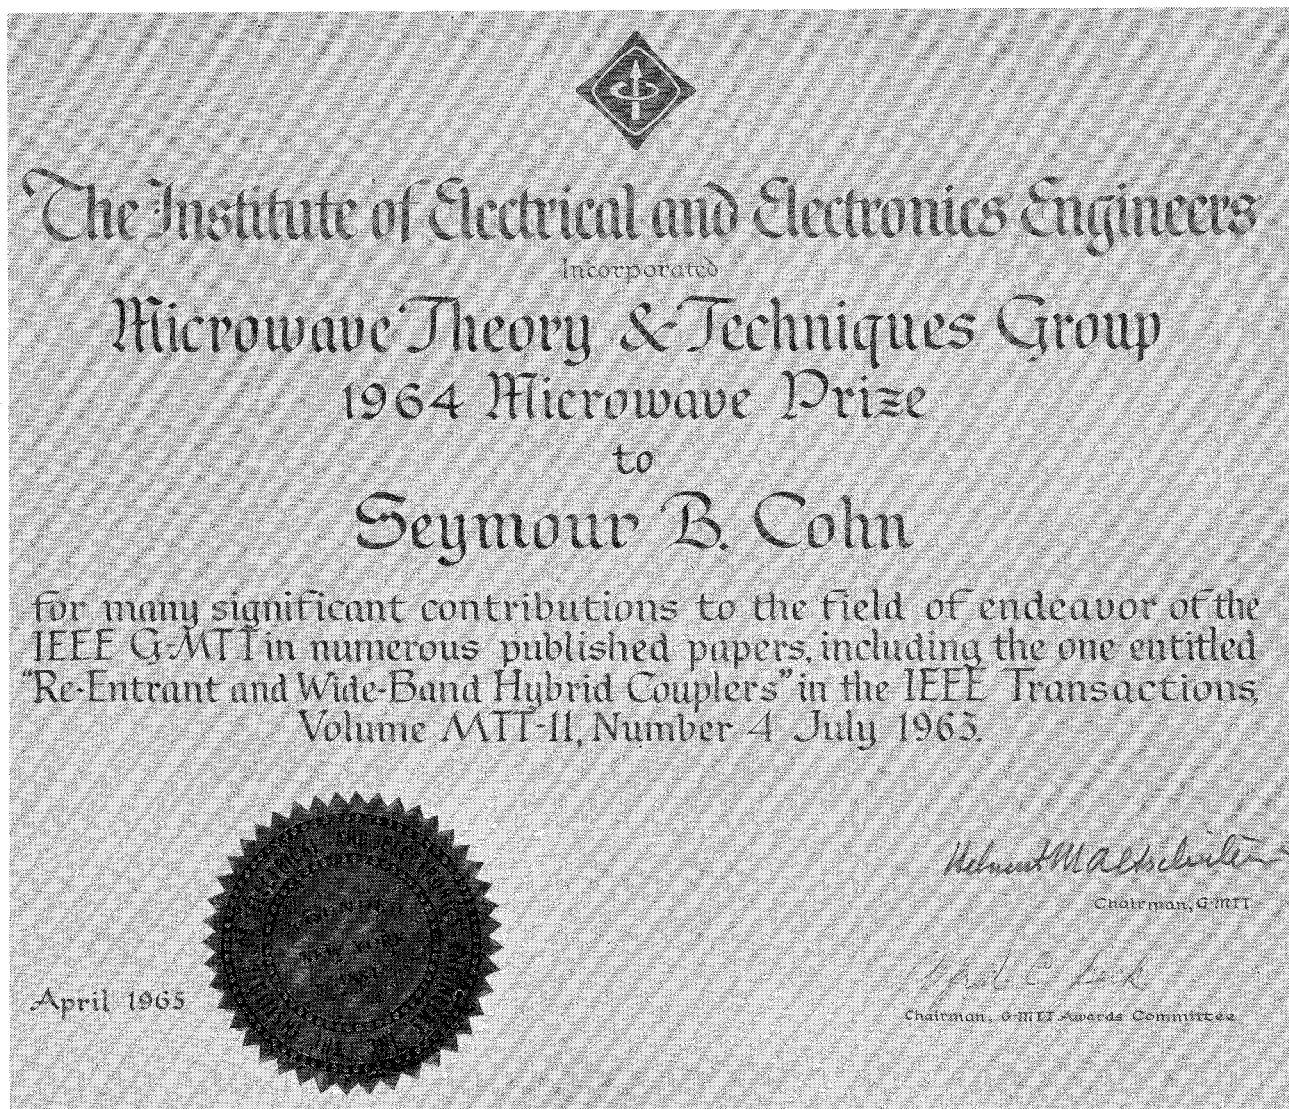 The Institute of Electrical and Electronics Engineers
Incorporated
Microwave Theory & Techniques Group
1964 Microwave Prize
to
Seymour B. Cohn
for many significant contributions to the field of endeavor of the
IEEE G-MTT in numerous published papers, including the one entitled
"Re-Entrant and Wide-Band Hybrid Couplers" in the IEEE Transactions,
Volume MTT-11, Number 4 July 1963.
Chairman, G-MTT
April 1965
Chairman, G-MTT Awards Committee